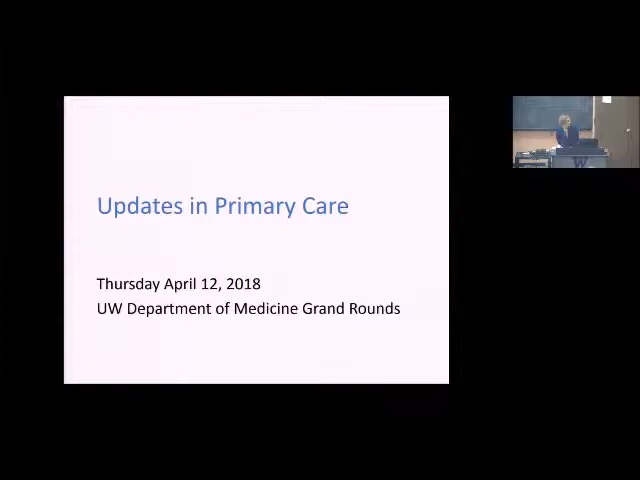 Updates in Primary Care
Thursday April 12, 2018
UW Department of Medicine Grand Rounds
W